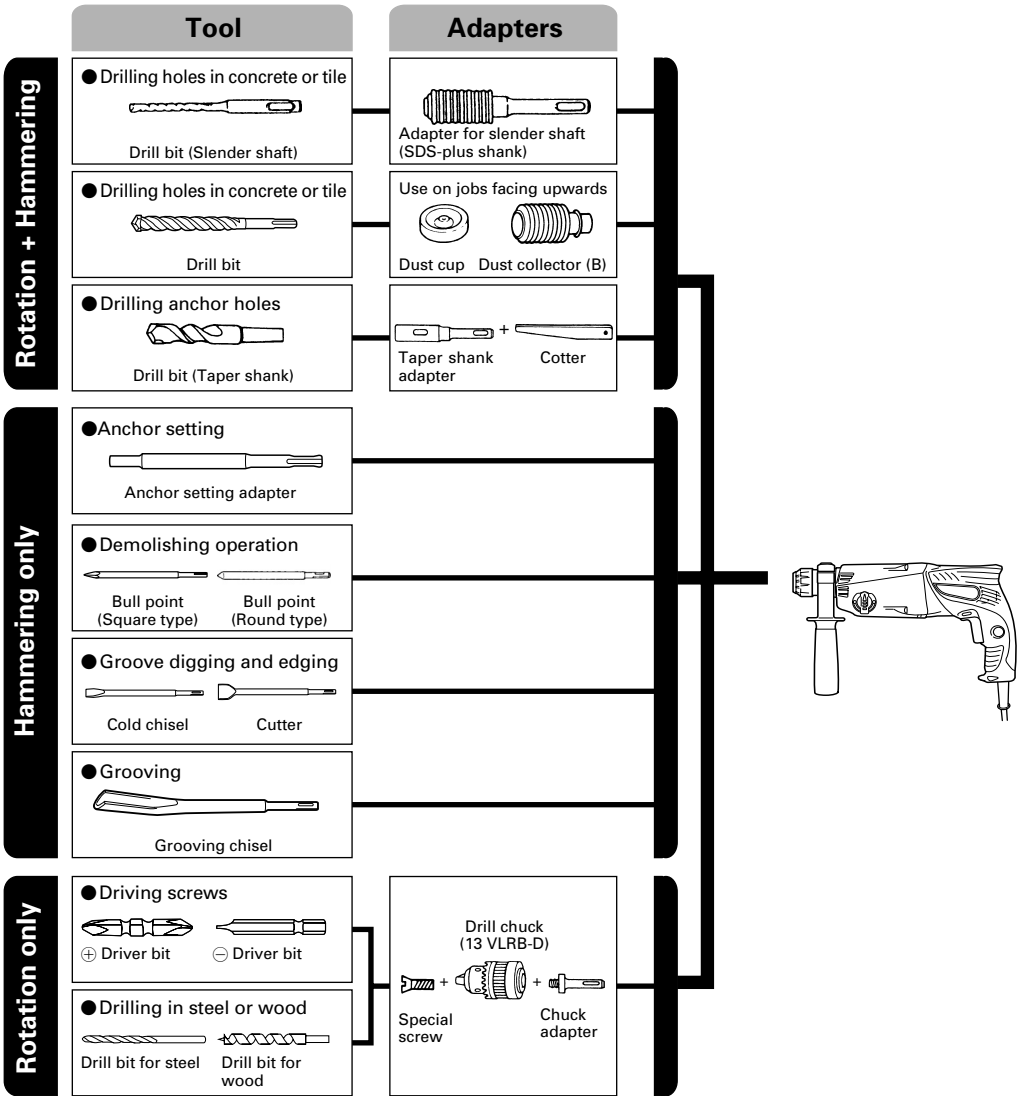 Tool
Adapters
Rotation + Hammering
● Drilling holes in concrete or tile
Drill bit (Slender shaft)
Adapter for slender shaft
(SDS-plus shank)
● Drilling holes in concrete or tile
Drill bit
Use on jobs facing upwards
Dust cup
Dust collector (B)
● Drilling anchor holes
Drill bit (Taper shank)
+
Taper shank
adapter
Cotter
Hammering only
● Anchor setting
Anchor setting adapter
● Demolishing operation
Bull point
(Square type)
Bull point
(Round type)
● Groove digging and edging
Cold chisel
Cutter
● Grooving
Grooving chisel
Rotation only
● Driving screws
⊕ Driver bit
⊖ Driver bit
● Drilling in steel or wood
Drill bit for steel
Drill bit for
wood
Drill chuck
(13 VLRB-D)
+
+
Special
screw
Chuck
adapter